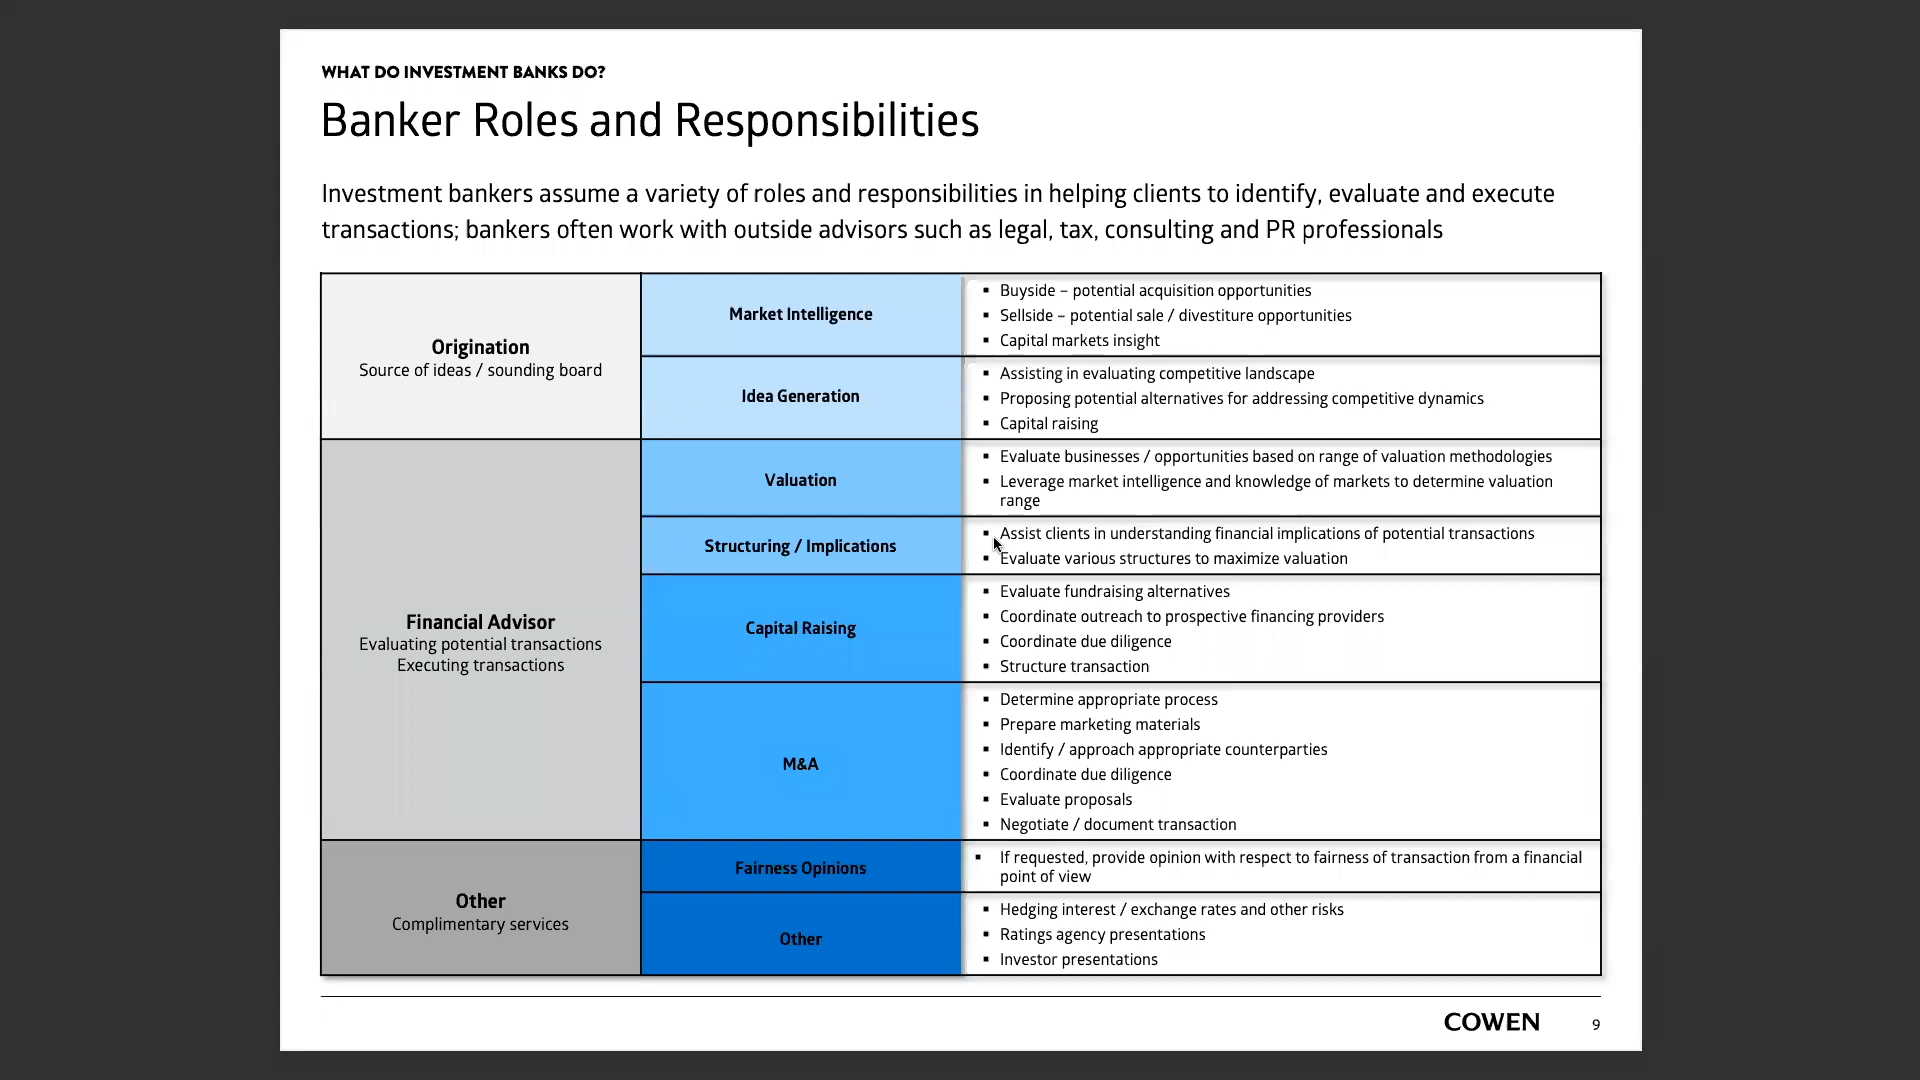 WHAT DO INVESTMENT BANKS DO?
Banker Roles and Responsibilities
Investment bankers assume a variety of roles and responsibilities in helping clients to identify, evaluate and execute
transactions; bankers often work with outside advisors such as legal, tax, consulting and PR professionals
Origination
Source of ideas / sounding board
Market Intelligence
▪ Buyside – potential acquisition opportunities
▪ Sellside – potential sale / divestiture opportunities
▪ Capital markets insight
Idea Generation
▪ Assisting in evaluating competitive landscape
▪ Proposing potential alternatives for addressing competitive dynamics
▪ Capital raising
Financial Advisor
Evaluating potential transactions
Executing transactions
Valuation
▪ Evaluate businesses / opportunities based on range of valuation methodologies
▪ Leverage market intelligence and knowledge of markets to determine valuation
range
Structuring / Implications
▪ Assist clients in understanding financial implications of potential transactions
▪ Evaluate various structures to maximize valuation
Capital Raising
▪ Evaluate fundraising alternatives
▪ Coordinate outreach to prospective financing providers
▪ Coordinate due diligence
▪ Structure transaction
M&A
▪ Determine appropriate process
▪ Prepare marketing materials
▪ Identify / approach appropriate counterparties
▪ Coordinate due diligence
▪ Evaluate proposals
▪ Negotiate / document transaction
Other
Complimentary services
Fairness Opinions
▪ If requested, provide opinion with respect to fairness of transaction from a financial
point of view
Other
▪ Hedging interest / exchange rates and other risks
▪ Ratings agency presentations
▪ Investor presentations
COWEN
9